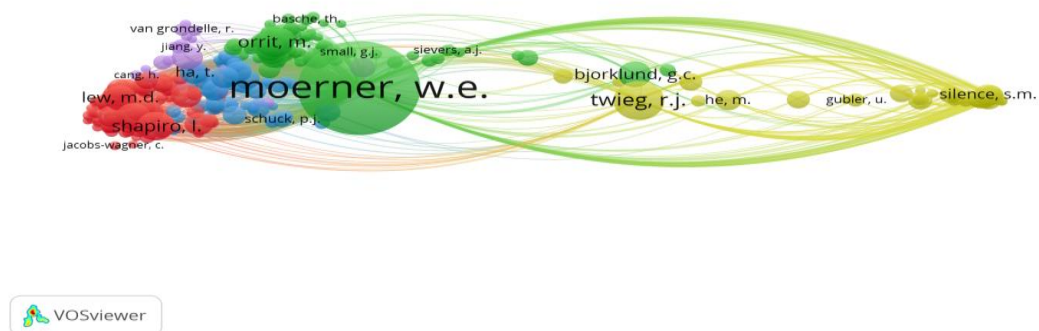 basche, th.
van grondelle, r.
orrit, m.
jiang, y.
small, g.j.
sievers, a.j.
cang, h.
ha, t.
bjorklund, g.c.
moerner, w.e.
lew, m.d.
twieg, r.j.
he, m.
gubler, u.
silence, s.m.
shapiro, l.
schuck, p.j.
jacobs-wagner, c.
VOSviewer